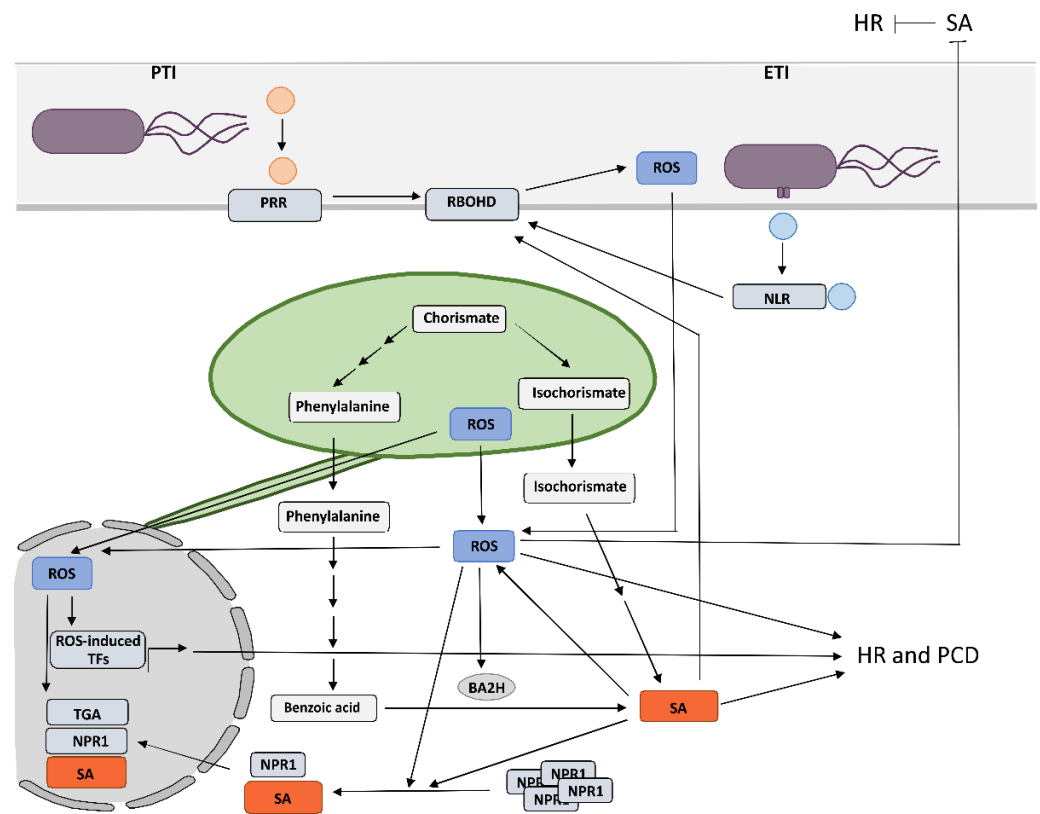 HR
SA
PTI
ETI
ROS
PRR
RBOHD
NLR
Chorismate
Phenylalanine
Isochorismate
ROS
Isochorismate
Phenylalanine
ROS
ROS
ROS-induced
TFs
HR and PCD
BA2H
Benzoic acid
SA
TGA
NPR1
SA
NPR1
SA
NPR1
NPR1
NPR1
NPR1